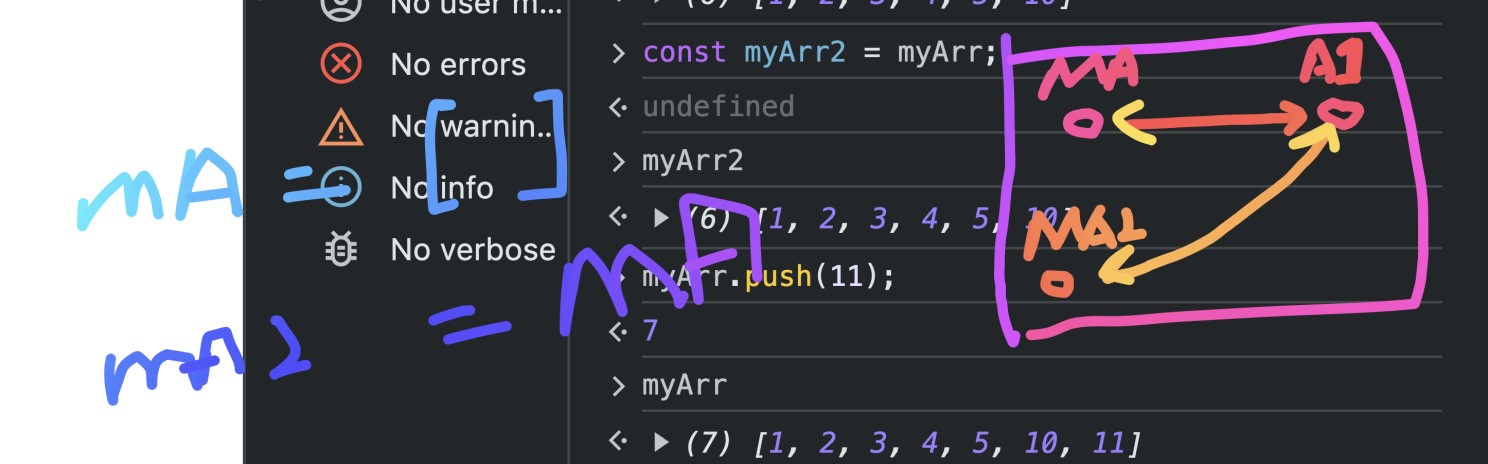 No user m...
(6) [1, 2, 3, 4, 5, 10]
No errors
> const myArr2 = myArr;
undefined
No warnin..
> myArr2
No info
(6) [1, 2, 3, 4, 5, 10]
No verbose
> myArr.push(11);
7
> myArr
(7) [1, 2, 3, 4, 5, 10, 11]
mA = [ ]
mA2 = mA
MA
A1
MA2